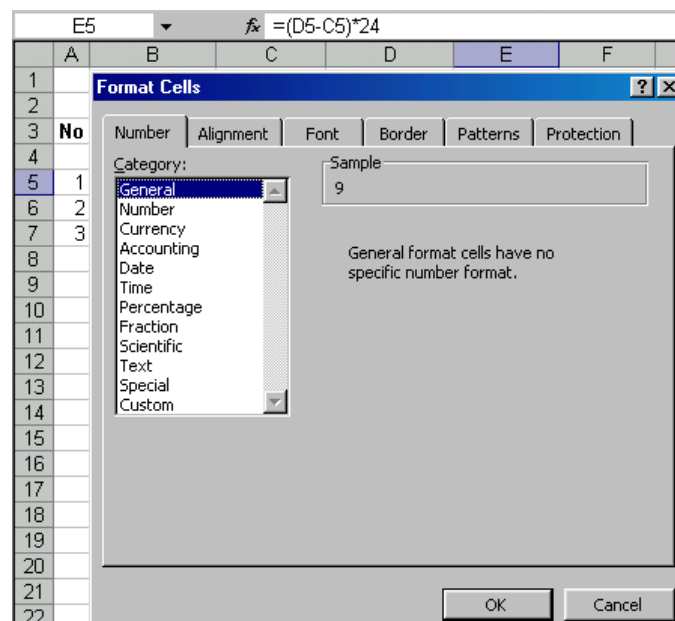 E5 fx =(D5-C5)*24
A B C D E F
1
Format Cells ?
2
3 No Number Alignment Font Border Patterns Protection
4 Category: Sample
5 1 General 9
6 2 Number
7 3 Currency
8 Accounting General format cells have no
9 Date specific number format.
Time
10 Percentage
11 Fraction
Scientific
12 Text
13 Special
14 Custom
15
16
17
18
19
20
21 OK Cancel
22